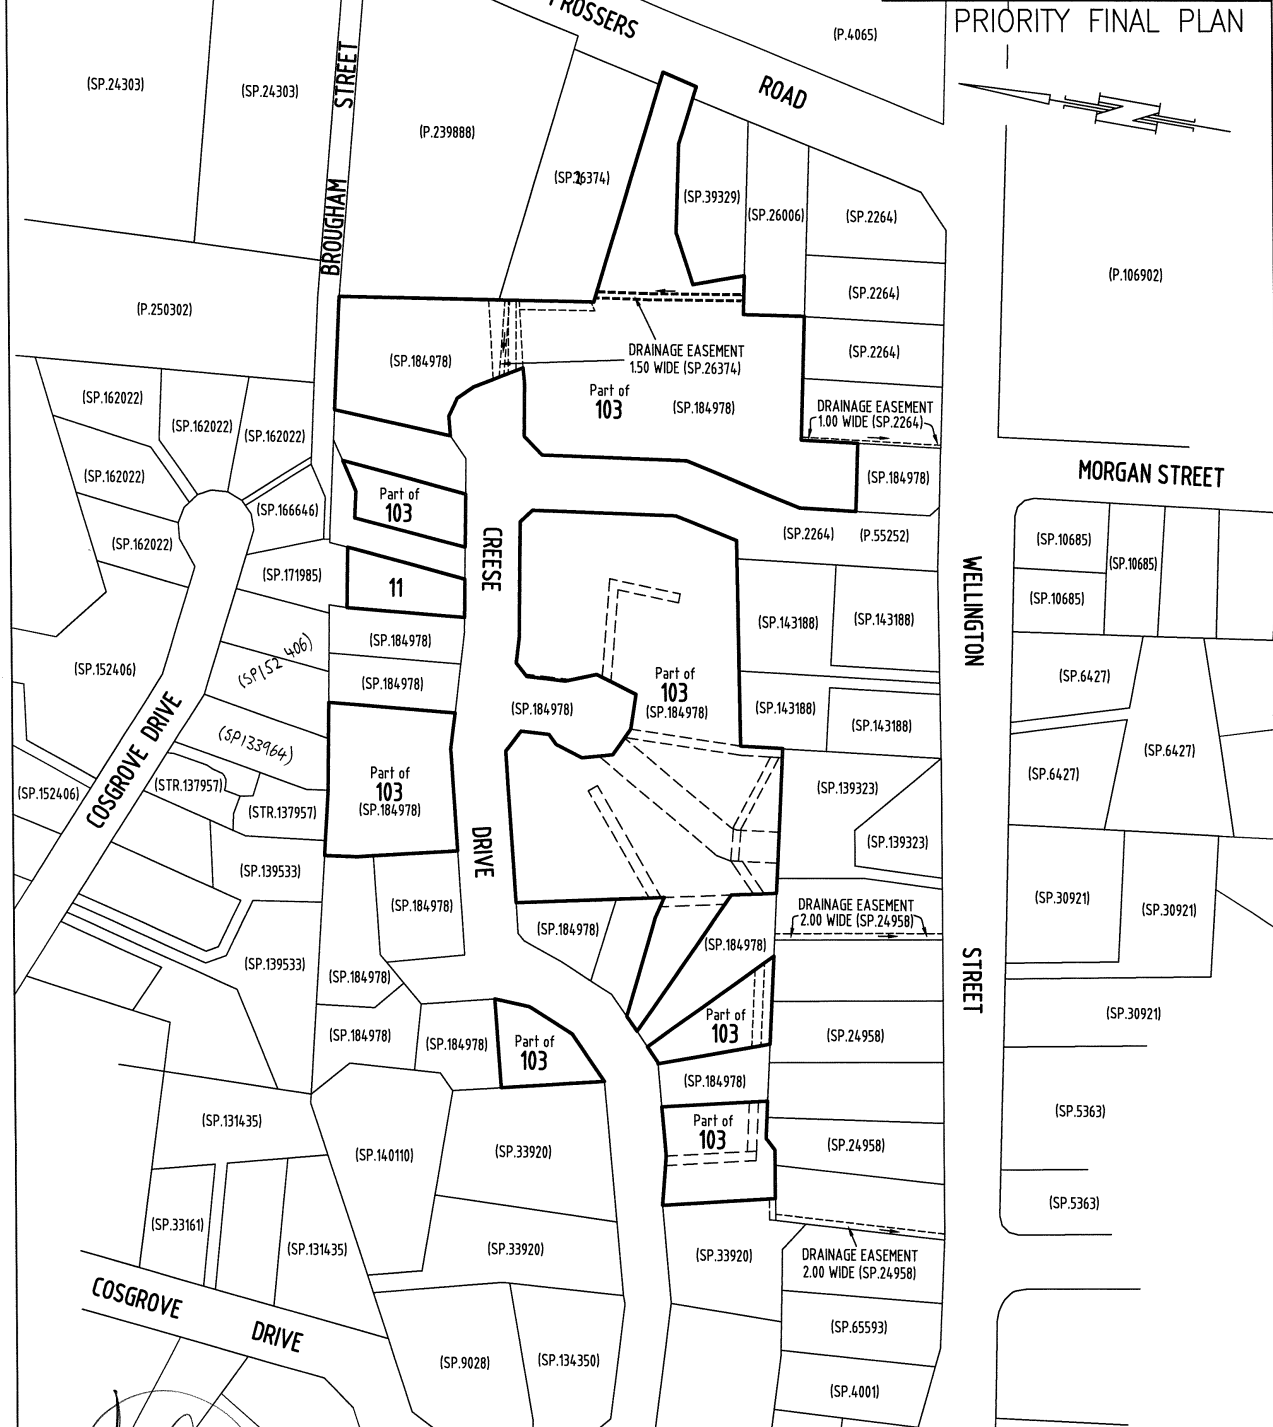 PROSSERS
ROAD
PRIORITY FINAL PLAN
(P.4065)
(SP.24303)
(SP.24303)
BROUGHAM STREET
(P.239888)
(SP.26374)
(SP.39329)
(SP.26006)
(SP.2264)
(P.106902)
(SP.2264)
(P.250302)
(SP.184978)
DRAINAGE EASEMENT
1.50 WIDE (SP.26374)
(SP.2264)
Part of
103
(SP.184978)
DRAINAGE EASEMENT
1.00 WIDE (SP.2264)
(SP.162022)
(SP.162022)
(SP.162022)
(SP.162022)
(SP.162022)
(SP.166646)
Part of
103
(SP.184978)
MORGAN STREET
(SP.2264)
(P.55252)
(SP.10685)
(SP.10685)
(SP.10685)
(SP.171985)
11
CREESE
WELLINGTON
(SP.143188)
(SP.143188)
(SP.152406)
(SP152 406)
(SP.184978)
(SP.184978)
(SP.184978)
Part of
103
(SP.184978)
(SP.143188)
(SP.143188)
(SP.6427)
(SP.6427)
(SP.6427)
COSGROVE DRIVE
(SP133964)
(SP.152406)
(STR.137957)
(STR.137957)
Part of
103
(SP.184978)
DRIVE
(SP.139323)
(SP.139323)
(SP.139533)
(SP.184978)
(SP.184978)
(SP.184978)
DRAINAGE EASEMENT
2.00 WIDE (SP.24958)
(SP.30921)
(SP.30921)
(SP.139533)
(SP.184978)
STREET
(SP.30921)
(SP.184978)
(SP.184978)
Part of
103
Part of
103
(SP.24958)
(SP.184978)
(SP.131435)
(SP.140110)
(SP.33920)
Part of
103
(SP.24958)
(SP.5363)
(SP.33161)
(SP.131435)
(SP.33920)
(SP.33920)
DRAINAGE EASEMENT
2.00 WIDE (SP.24958)
(SP.5363)
COSGROVE DRIVE
(SP.9028)
(SP.134350)
(SP.65593)
(SP.4001)